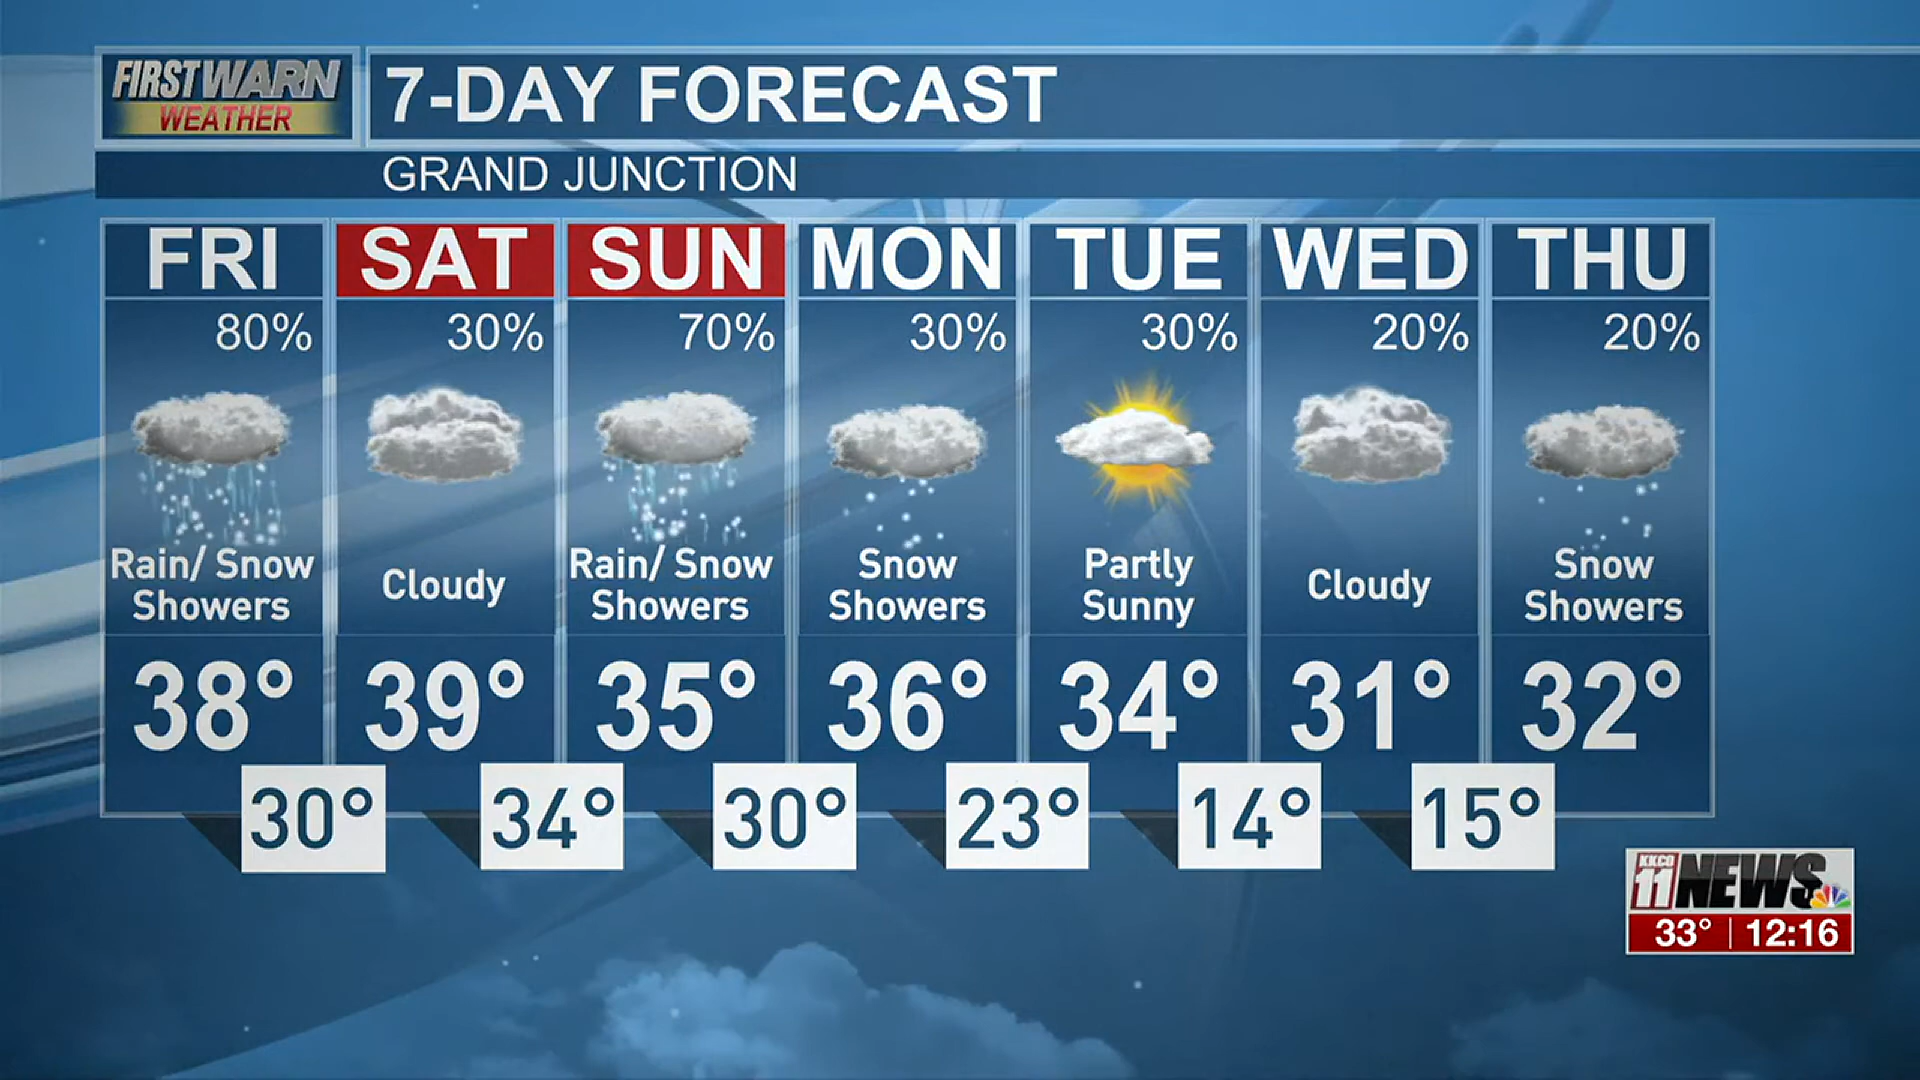 FIRST WARN
WEATHER
7-DAY FORECAST
GRAND JUNCTION
FRI SAT SUN MON TUE WED THU
80% 30% 70% 30% 30% 20% 20%
Rain/ Snow
Showers
Cloudy
Rain/ Snow
Showers
Snow
Showers
Partly
Sunny
Cloudy
Snow
Showers
38° 39° 35° 36° 34° 31° 32°
30° 34° 30° 23° 14° 15°
KKCO
11 NEWS
33° | 12:16